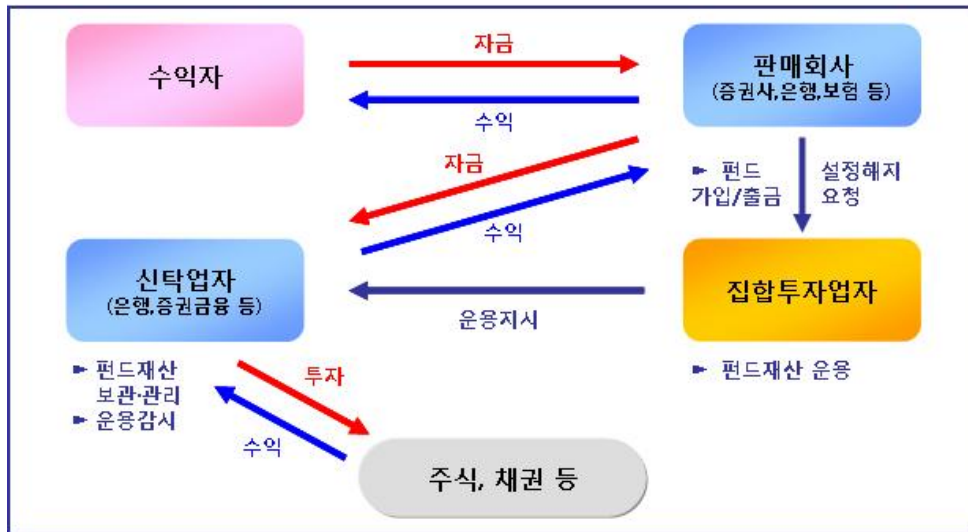 수익자
자금
수익
판매회사
(증권사,은행,보험 등)
자금
수익
► 펀드
가입/출금
설정해지
요청
신탁업자
(은행,증권금융 등)
운용지시
집합투자업자
► 펀드재산
보관·관리
► 운용감시
투자
수익
► 펀드재산 운용
주식, 채권 등